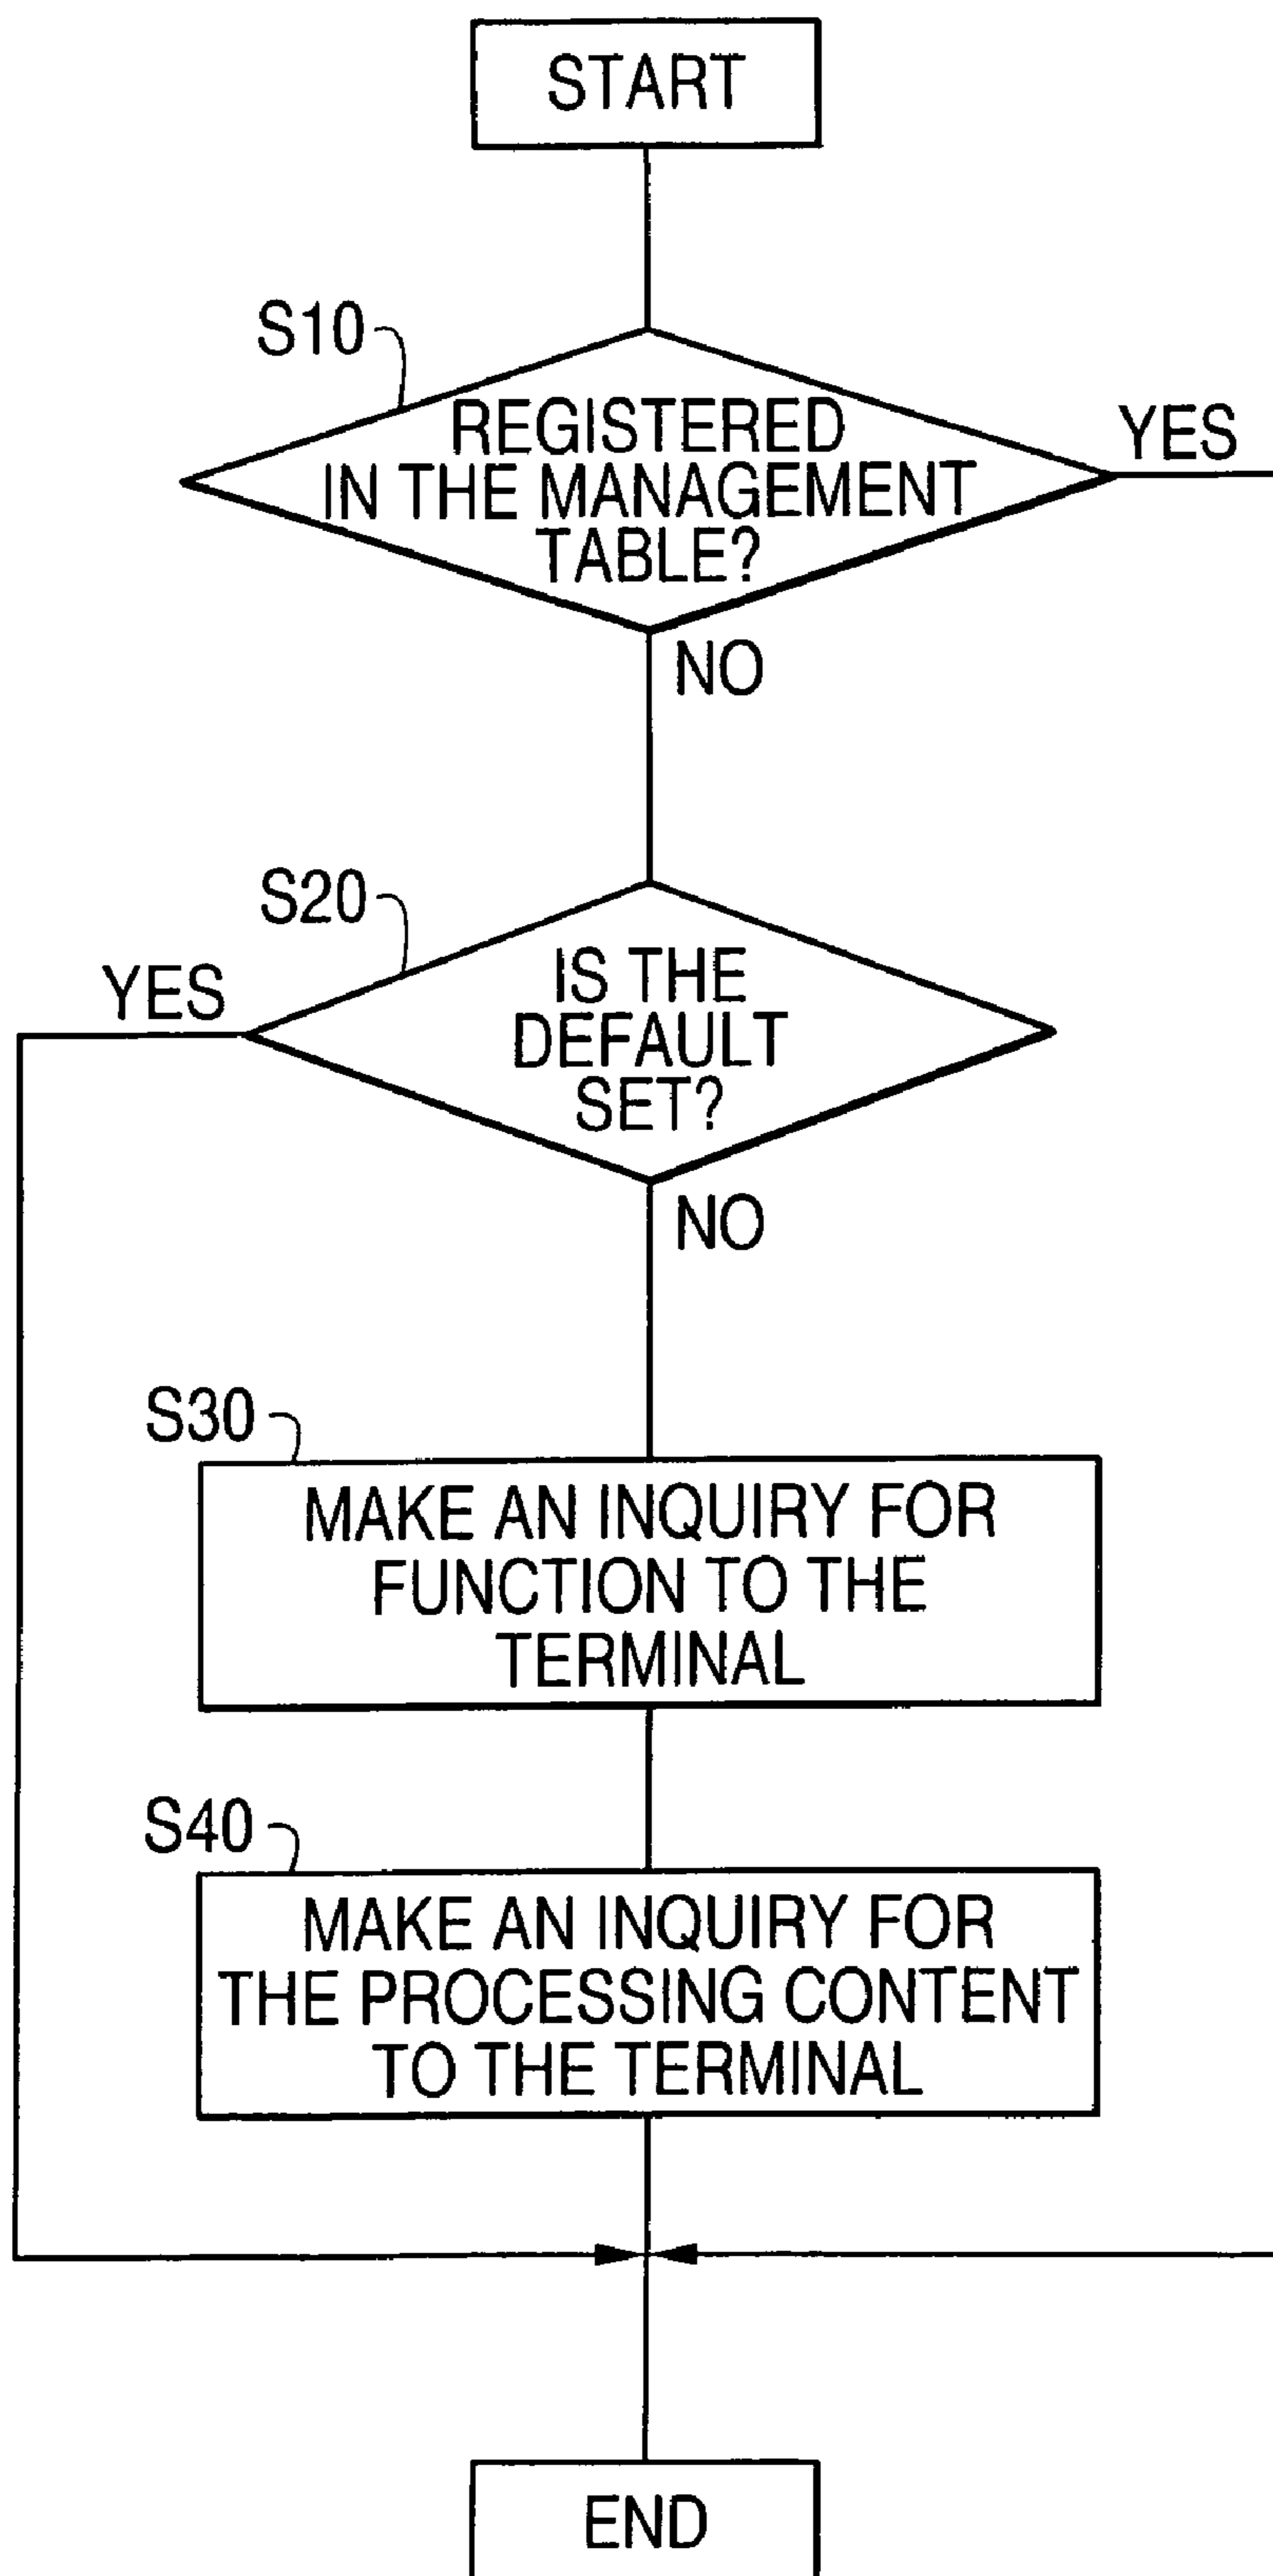 START
S10
REGISTERED
IN THE MANAGEMENT
TABLE?
YES
NO
S20
IS THE
DEFAULT
SET?
YES
NO
S30
MAKE AN INQUIRY FOR
FUNCTION TO THE
TERMINAL
S40
MAKE AN INQUIRY FOR
THE PROCESSING CONTENT
TO THE TERMINAL
END